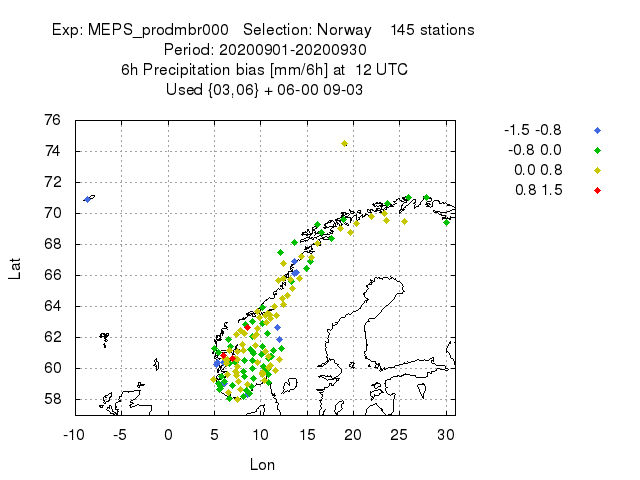 Exp: MEPS_prodmbr000 Selection: Norway 145 stations
Period: 20200901-20200930
6h Precipitation bias [mm/6h] at 12 UTC
Used {03,06} + 06-00 09-03
76
74
72
70
68
66
64
62
60
58
Lat
-10 -5 0 5 10 15 20 25 30
Lon
-1.5 -0.8
-0.8 0.0
0.0 0.8
0.8 1.5